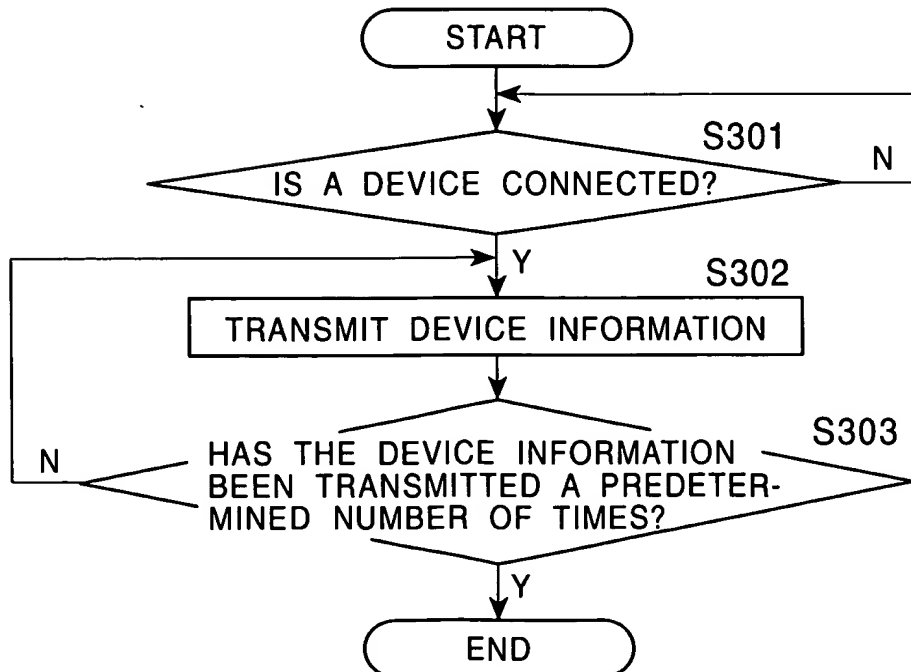 START
S301
IS A DEVICE CONNECTED?
N
Y
S302
TRANSMIT DEVICE INFORMATION
S303
N
HAS THE DEVICE INFORMATION
BEEN TRANSMITTED A PREDETER-
MINED NUMBER OF TIMES?
Y
END